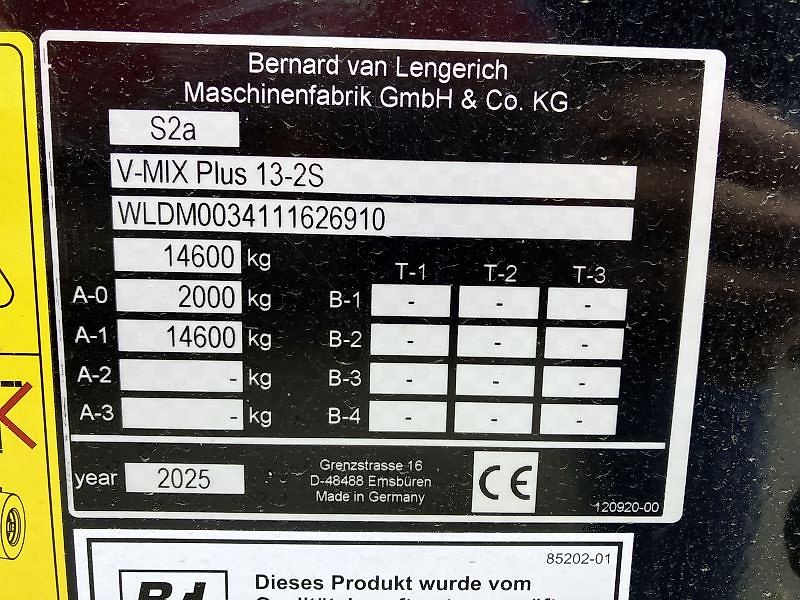 Bernard van Lengerich
Maschinenfabrik GmbH & Co. KG
S2a
V-MIX Plus 13-2S
WLDM0034111626910
14600 kg
T-1 T-2 T-3
A-0 2000 kg B-1 - - -
A-1 14600 kg B-2 - - -
A-2 - kg B-3 - - -
A-3 - kg B-4 - - -
year 2025
Grenzstrasse 16
D-48488 Emsbüren
Made in Germany
CE
120920-00
85202-01
Dieses Produkt wurde vom